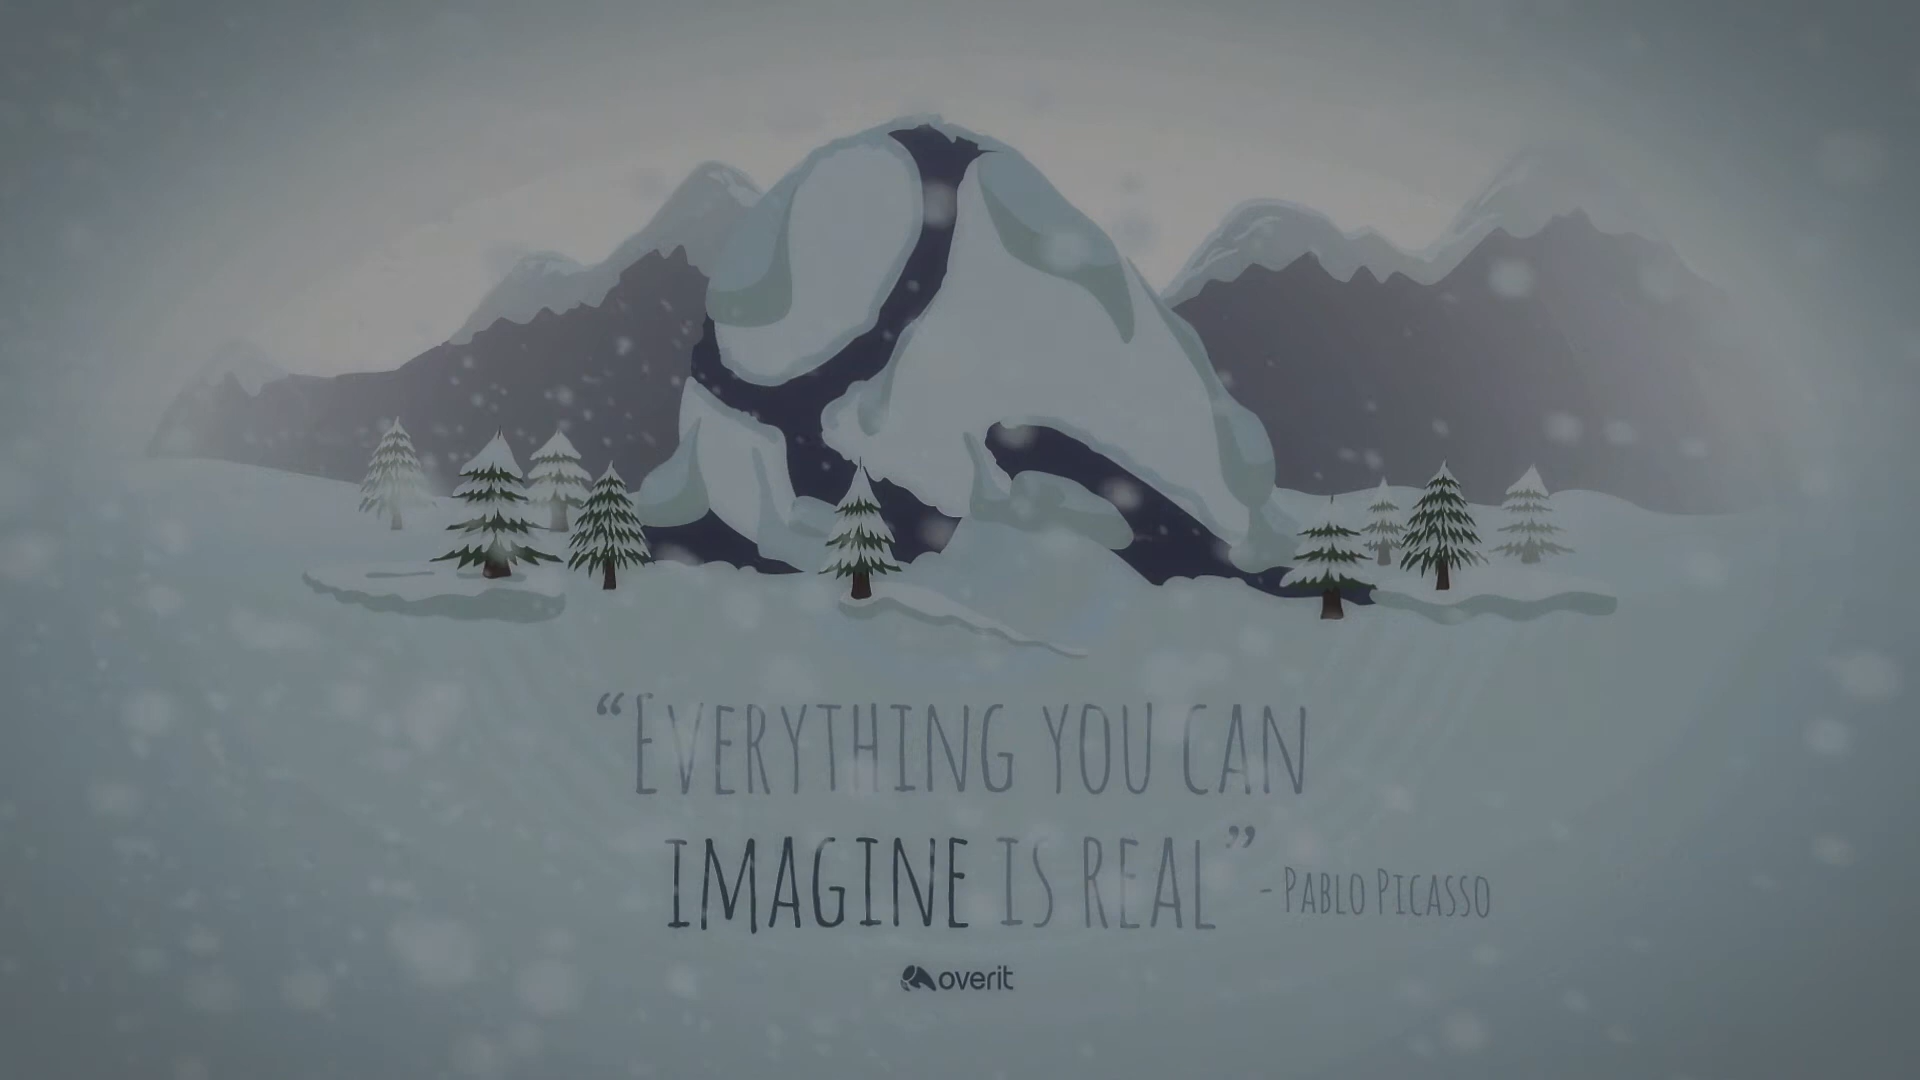 “Everything you can
imagine is real”
- Pablo Picasso
overit